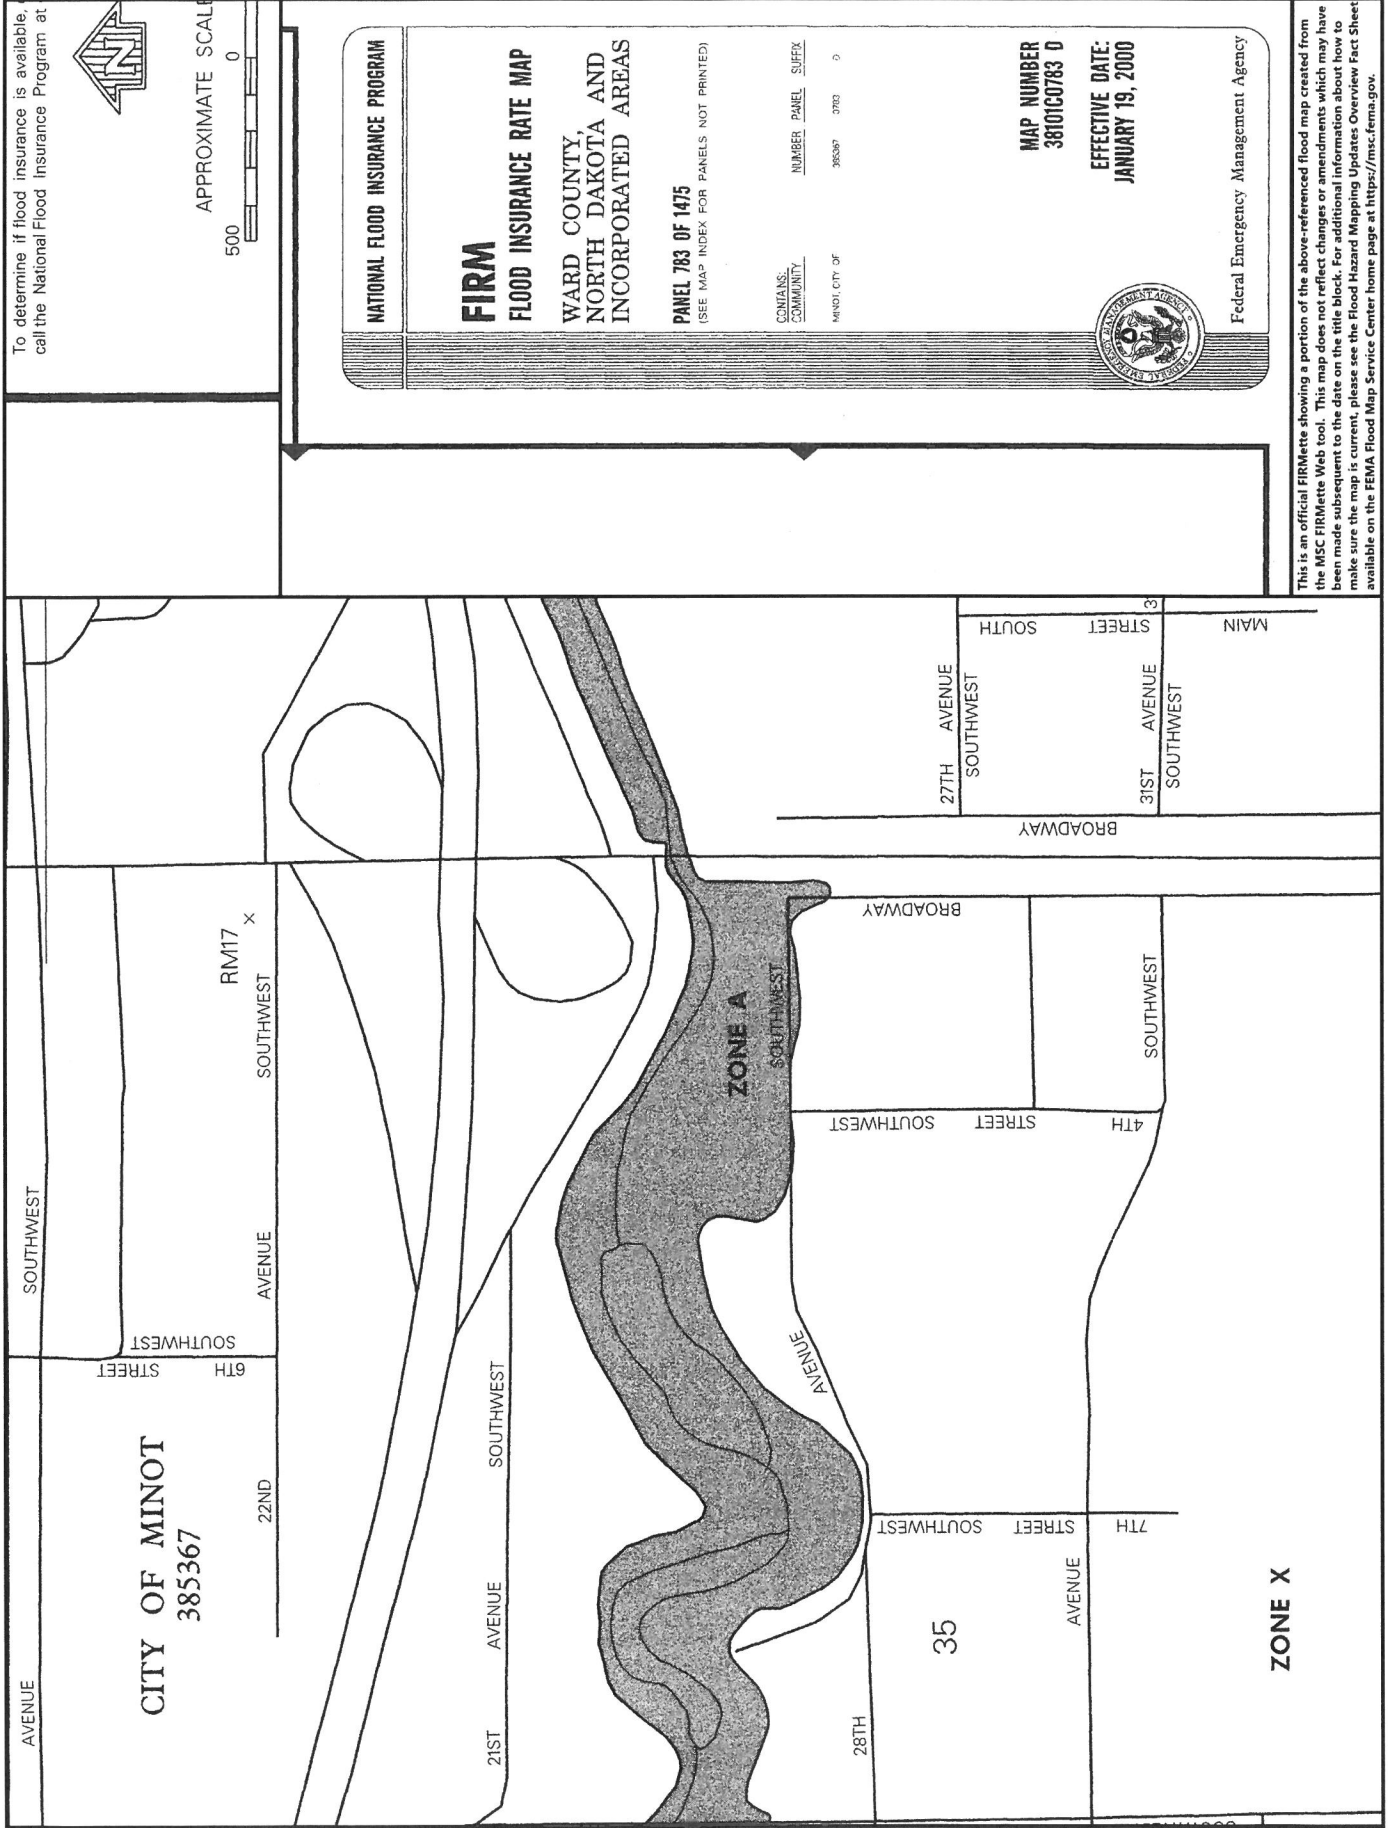 To determine if flood insurance is available,
call the National Flood Insurance Program at
N
APPROXIMATE SCALE
500 0
NATIONAL FLOOD INSURANCE PROGRAM
FIRM
FLOOD INSURANCE RATE MAP
WARD COUNTY,
NORTH DAKOTA AND
INCORPORATED AREAS
PANEL 783 OF 1475
(SEE MAP INDEX FOR PANELS NOT PRINTED)
CONTAINS:
COMMUNITY NUMBER PANEL SUFFIX
MINOT, CITY OF 385367 0783 D
MAP NUMBER
38101C0783 D
EFFECTIVE DATE:
JANUARY 19, 2000
FEDERAL EMERGENCY MANAGEMENT AGENCY
Federal Emergency Management Agency
This is an official FIRMette showing a portion of the above-referenced flood map created from
the MSC FIRMette Web tool. This map does not reflect changes or amendments which may have
been made subsequent to the date on the title block. For additional information about how to
make sure the map is current, please see the Flood Hazard Mapping Updates Overview Fact Sheet
available on the FEMA Flood Map Service Center home page at https://msc.fema.gov.
AVENUE SOUTHWEST
6TH STREET SOUTHWEST
CITY OF MINOT
385367
RM17 x
22ND AVENUE SOUTHWEST
21ST AVENUE SOUTHWEST
ZONE A
28TH AVENUE SOUTHWEST
BROADWAY
BROADWAY
27TH AVENUE
SOUTHWEST
31ST AVENUE
SOUTHWEST
3
MAIN STREET SOUTH
4TH STREET SOUTHWEST
7TH STREET SOUTHWEST
35
AVENUE SOUTHWEST
ZONE X